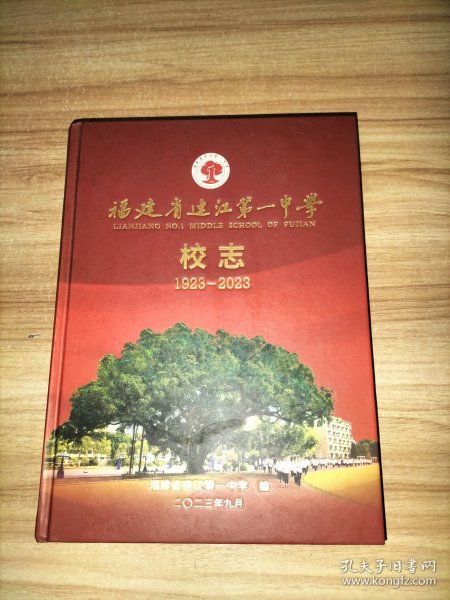 福建省连江第一中学
LIANJIANG NO.1 MIDDLE SCHOOL OF FUJIAN
校志
1923-2023
福建省连江第一中学 编
二〇二三年九月
孔夫子旧书网
www.kongfz.com